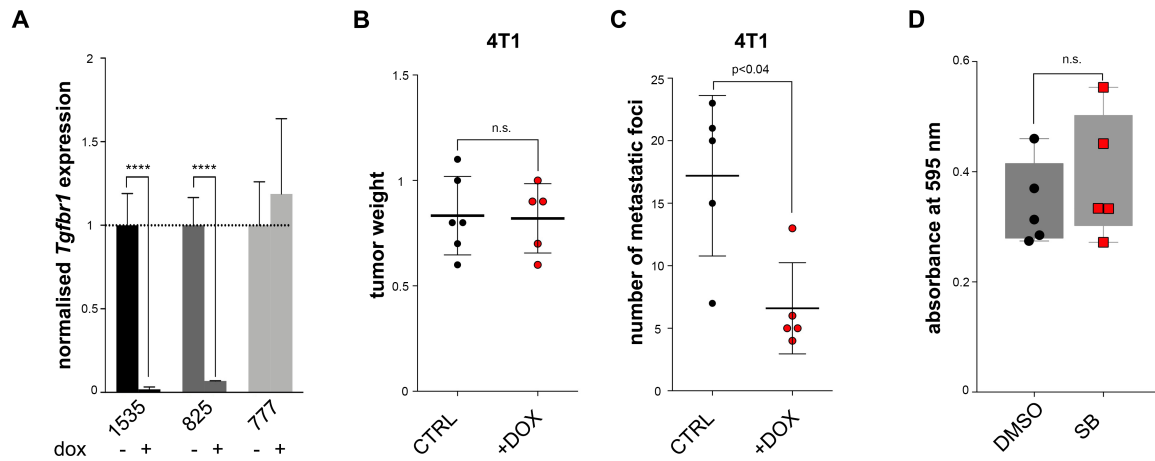 A
normalised Tgfbr1 expression
2
1.5
1
0.5
0
****
****
1535
825
777
dox
- + - + - +
B
4T1
tumor weight
1.5
1
0.5
0
n.s.
CTRL
+DOX
C
4T1
number of metastatic foci
25
20
15
10
5
0
p<0.04
CTRL
+DOX
D
absorbance at 595 nm
0.6
0.4
0.2
0
n.s.
DMSO
SB